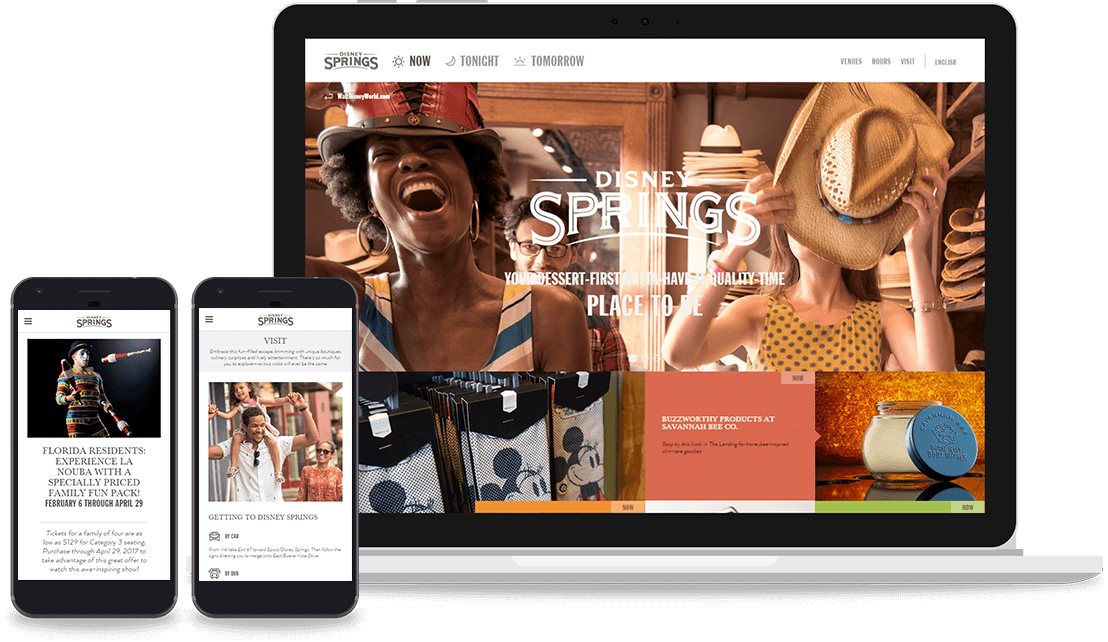 DISNEY
SPRINGS
NOW
TONIGHT
TOMORROW
VENUES
HOURS
VISIT
ENGLISH
WaltDisneyWorld.com
DISNEY
SPRINGS
YOUR DESSERT-FIRST GOTTA-HAVE-IT QUALITY-TIME
PLACE TO BE
NOW
BUZZWORTHY PRODUCTS AT
SAVANNAH BEE CO.
Stop by this kiosk in The Landing for honeybee-inspired
skincare goodies.
SAVANNAH BEE
BODY BUTTER
NOW
NOW
DISNEY
SPRINGS
FLORIDA RESIDENTS:
EXPERIENCE LA
NOUBA WITH A
SPECIALLY PRICED
FAMILY FUN PACK!
FEBRUARY 6 THROUGH APRIL 29
Tickets for a family of four are as
low as $129 for Category 3 seating.
Purchase through April 29, 2017 to
take advantage of this great offer to
watch this awe-inspiring show!
DISNEY
SPRINGS
VISIT
Embrace this fun-filled escape, brimming with unique boutiques,
culinary surprises and lively entertainment. There's so much for
you to explore—no two visits will ever be the same.
GETTING TO DISNEY SPRINGS
BY CAR
From I-4 take Exit 67 toward Epcot/Disney Springs. Then follow the
signs directing you to merge onto East Buena Vista Drive.
BY BUS